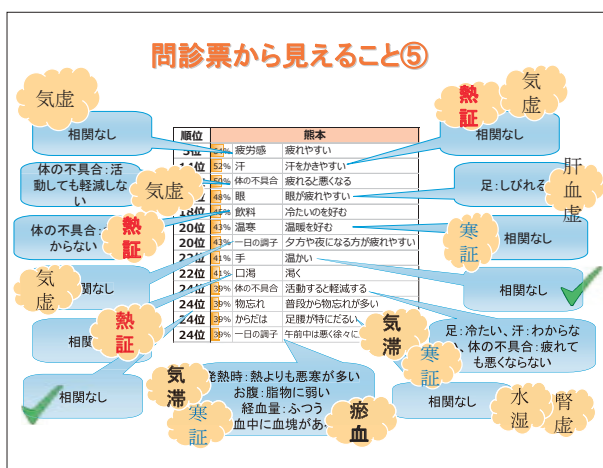 問診票から見えること⑤
気虚
相関なし
熱証
気虚
相関なし
順位 熊本
54% 疲労感 疲れやすい
52% 汗 汗をかきやすい
50% 体の不具合 疲れると悪くなる
48% 眼 眼が疲れやすい
飲料 冷たいのを好む
20位 43% 温寒 温暖を好む
20位 43% 一日の調子 夕方や夜になる方が疲れやすい
22位 41% 手 温かい
22位 41% 口渇 渇く
24位 39% 体の不具合 活動すると軽減する
24位 39% 物忘れ 普段から物忘れが多い
24位 39% からだは 足腰が特にだるい
24位 39% 一日の調子 午前中は悪く徐々に
体の不具合:活
動しても軽減しな
い
気虚
足:しびれる
肝血虚
体の不具合:
からない
熱証
寒証
相関なし
気虚
相関なし
相関なし
相関
熱証
気滞
寒証
足:冷たい、汗:わからな
い、体の不具合:疲れて
も悪くならない
相関なし
気滞
寒証
発熱時:熱よりも悪寒が多い
お腹:脂物に弱い
経血量:ふつう
血中に血塊があ
瘀血
相関なし
水湿
腎虚